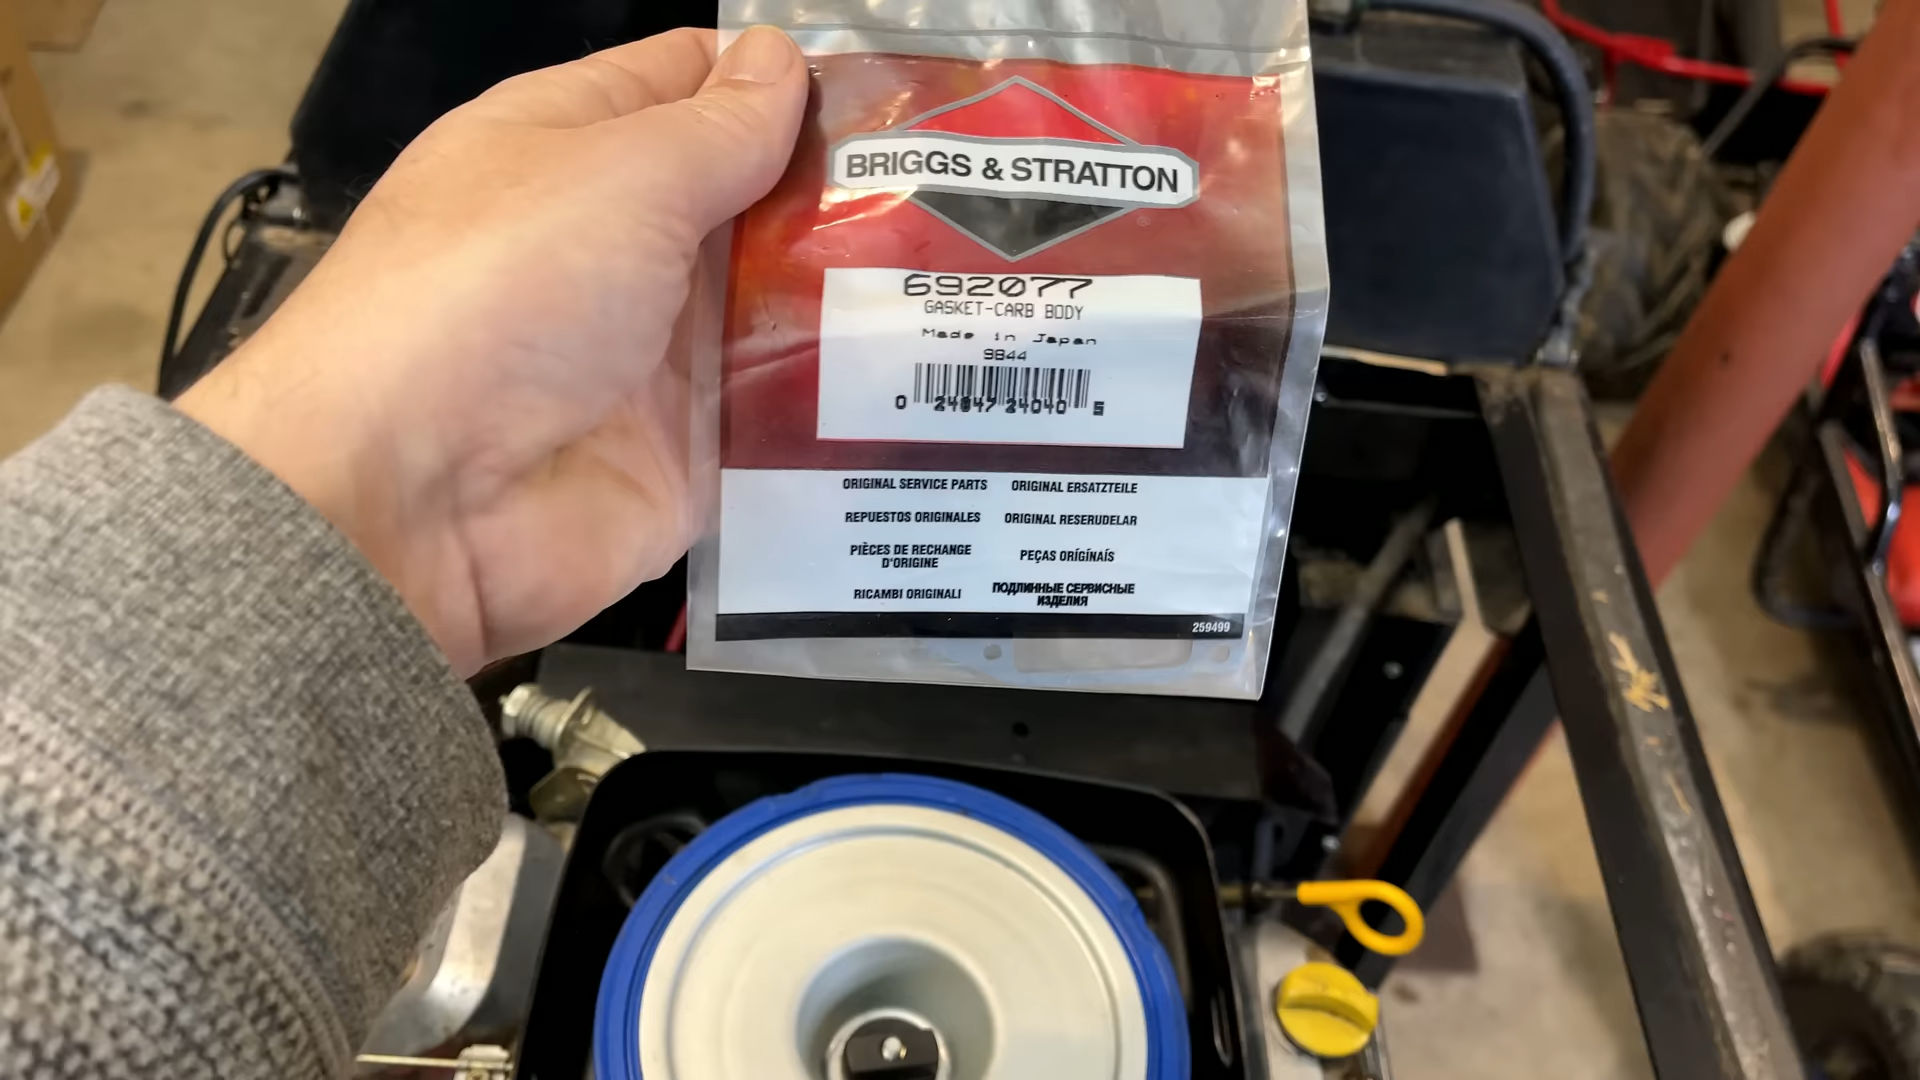 BRIGGS & STRATTON
®
692077
GASKET-CARB BODY
Made in Japan
9844
0 24847 24040 5
ORIGINAL SERVICE PARTS
ORIGINAL ERSATZTEILE
REPUESTOS ORIGINALES
ORIGINAL RESERUDELAR
PIÈCES DE RECHANGE
D'ORIGINE
PEÇAS ORÍGÍNAÍS
RICAMBI ORIGINALI
ПОДЛИННЫЕ СЕРВИСНЫЕ
ИЗДЕЛИЯ
259499